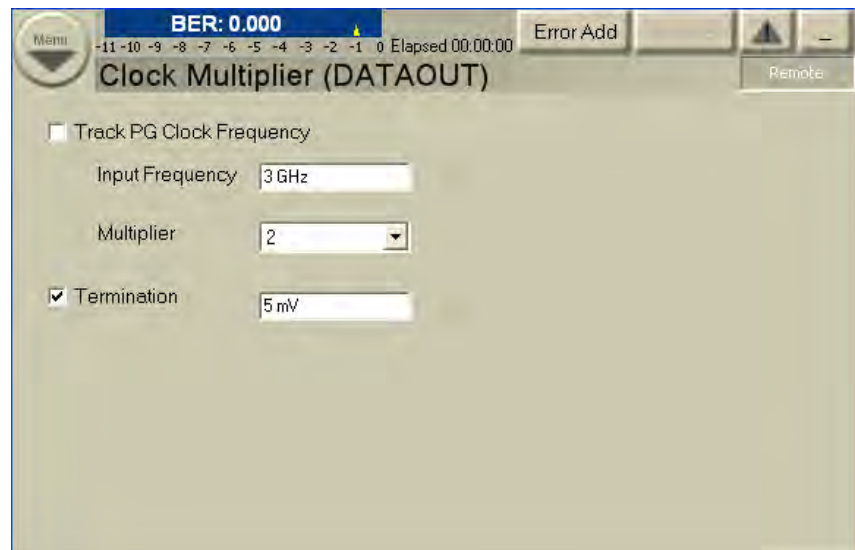 Menu
BER: 0.000
-11 -10 -9 -8 -7 -6 -5 -4 -3 -2 -1 0 Elapsed 00:00:00
Error Add
Remote
Clock Multiplier (DATAOUT)
Track PG Clock Frequency
Input Frequency 3 GHz
Multiplier 2
Termination 5 mV